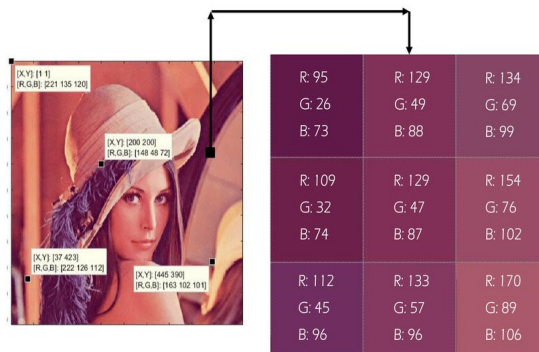 [X,Y]: [1 1]
[R,G,B]: [221 135 120]
[X,Y]: [200 200]
[R,G,B]: [148 48 72]
[X,Y]: [37 423]
[R,G,B]: [222 126 112]
[X,Y]: [445 390]
[R,G,B]: [163 102 101]
R: 95
G: 26
B: 73
R: 129
G: 49
B: 88
R: 134
G: 69
B: 99
R: 109
G: 32
B: 74
R: 129
G: 47
B: 87
R: 154
G: 76
B: 102
R: 112
G: 45
B: 96
R: 133
G: 57
B: 96
R: 170
G: 89
B: 106